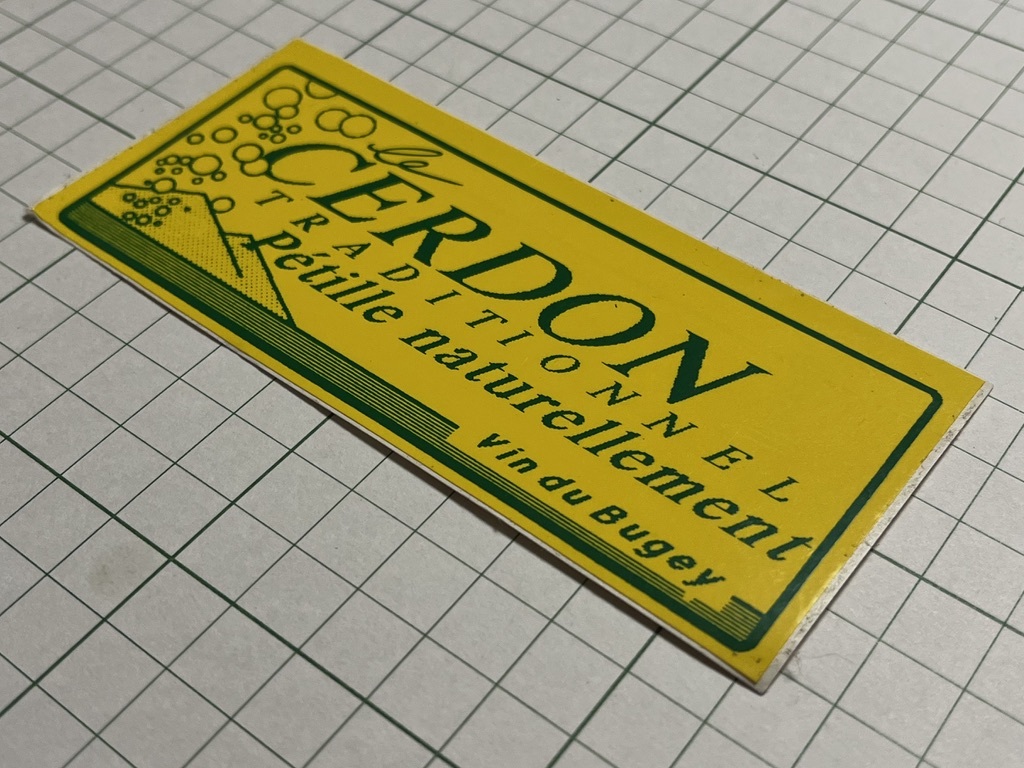 le
CERDON
TRADITIONNEL
Pétille naturellement
Vin du Bugey